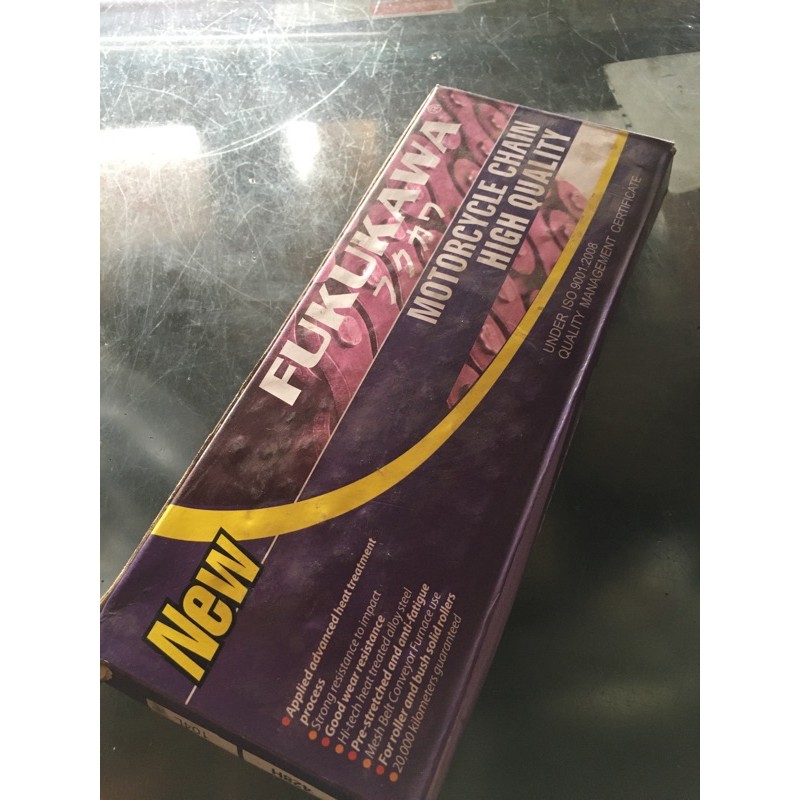 FUKUKAWA®
フクカワ
MOTORCYCLE CHAIN
HIGH QUALITY
UNDER ISO 9001:2008
QUALITY MANAGEMENT CERTIFICATE
New
Applied advanced heat treatment
process
Strong resistance to impact
Good wear resistance
Hi-tech heat treated alloy steel
Pre-stretched and anti-fatigue
Mesh Belt Conveyor Furnace use
For roller and bush solid rollers
20,000 kilometers guaranteed
104L
428H